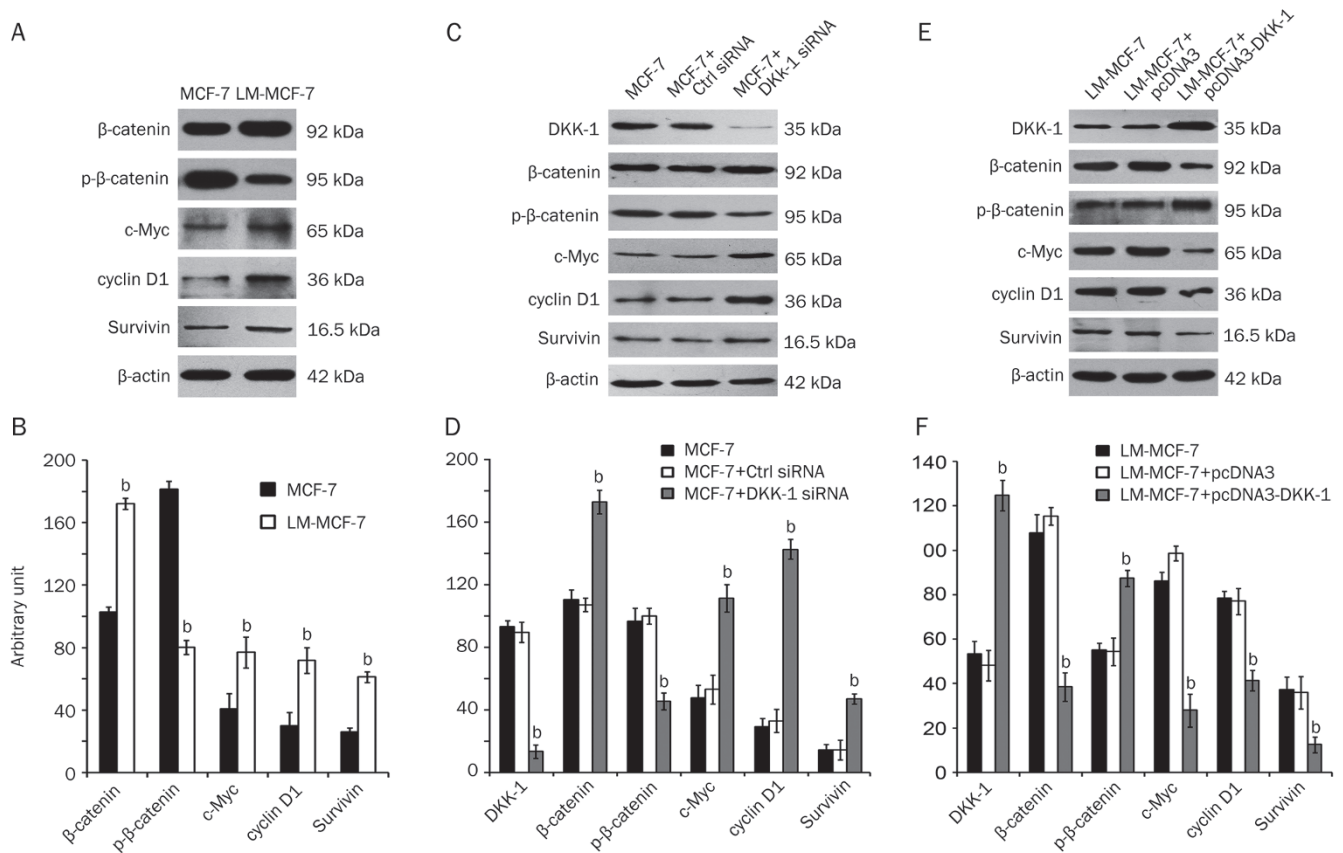 A
MCF-7 LM-MCF-7
β-catenin 92 kDa
p-β-catenin 95 kDa
c-Myc 65 kDa
cyclin D1 36 kDa
Survivin 16.5 kDa
β-actin 42 kDa
C
MCF-7
MCF-7+
Ctrl siRNA
MCF-7+
DKk-1 siRNA
DKK-1 35 kDa
β-catenin 92 kDa
p-β-catenin 95 kDa
c-Myc 65 kDa
cyclin D1 36 kDa
Survivin 16.5 kDa
β-actin 42 kDa
E
LM-MCF-7
LM-MCF-7+
pcDNA3
LM-MCF-7+
pcDNA3-DKK-1
DKK-1 35 kDa
β-catenin 92 kDa
p-β-catenin 95 kDa
c-Myc 65 kDa
cyclin D1 36 kDa
Survivin 16.5 kDa
β-actin 42 kDa
B
Arbitrary unit
200
160
120
80
40
0
MCF-7
LM-MCF-7
b
b
b
b
b
β-catenin
p-β-catenin
c-Myc
cyclin D1
Survivin
D
200
160
120
80
40
0
MCF-7
MCF-7+Ctrl siRNA
MCF-7+DKK-1 siRNA
b
b
b
b
b
b
DKK-1
β-catenin
p-β-catenin
c-Myc
cyclin D1
Survivin
F
140
120
00
60
40
20
0
LM-MCF-7
LM-MCF-7+pcDNA3
LM-MCF-7+pcDNA3-DKK-1
b
b
b
b
b
b
DKK-1
β-catenin
p-β-catenin
c-Myc
cyclin D1
Survivin